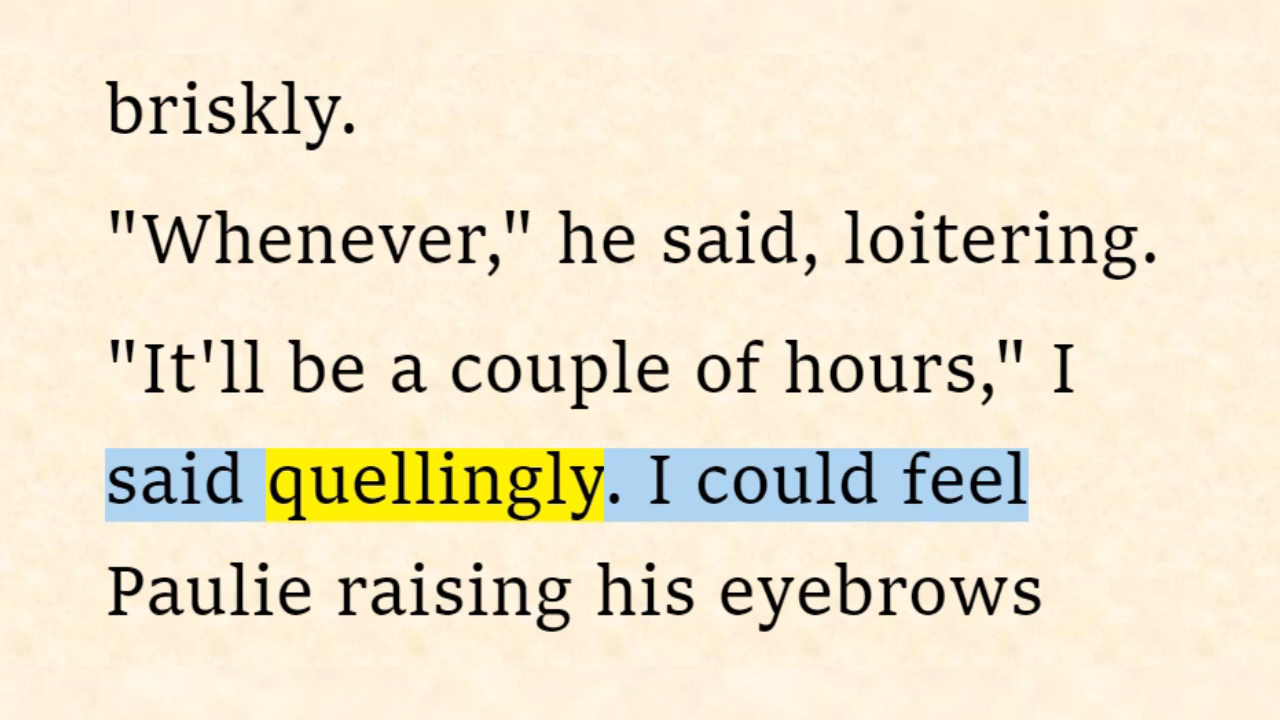 briskly.
"Whenever," he said, loitering.
"It'll be a couple of hours," I
said quellingly. I could feel
Paulie raising his eyebrows